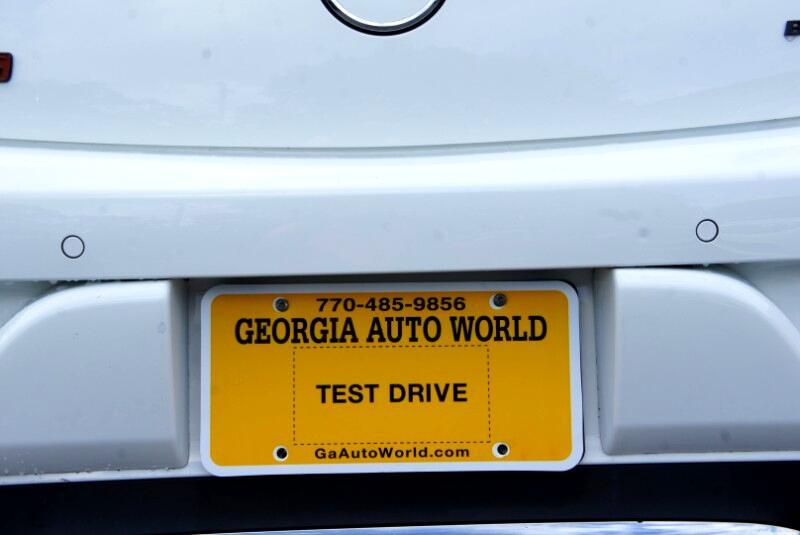 770-485-9856
GEORGIA AUTO WORLD
TEST DRIVE
GaAutoWorld.com